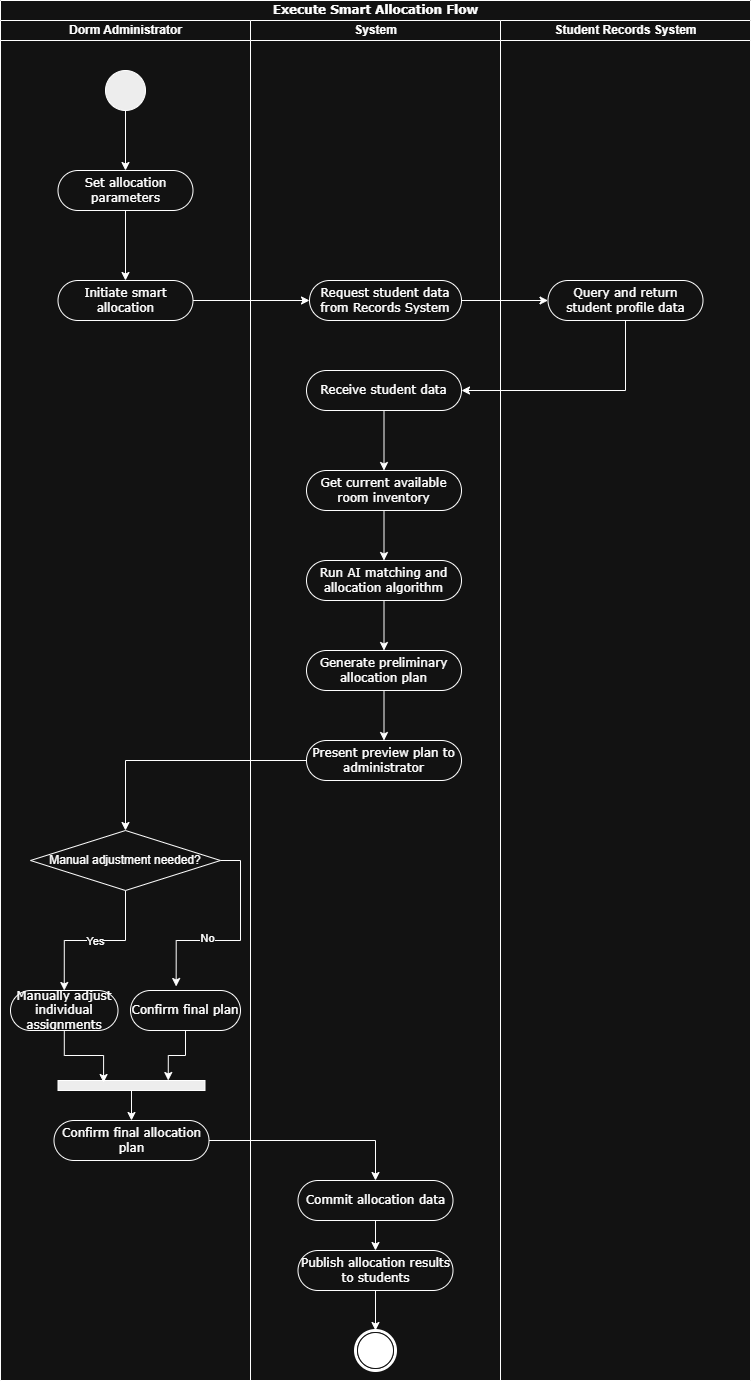 Execute Smart Allocation Flow
Dorm Administrator
System
Student Records System
Set allocation
parameters
Initiate smart
allocation
Request student data
from Records System
Query and return
student profile data
Receive student data
Get current available
room inventory
Run AI matching and
allocation algorithm
Generate preliminary
allocation plan
Present preview plan to
administrator
Manual adjustment needed?
Yes
No
Manually adjust
individual
assignments
Confirm final plan
Confirm final allocation
plan
Commit allocation data
Publish allocation results
to students